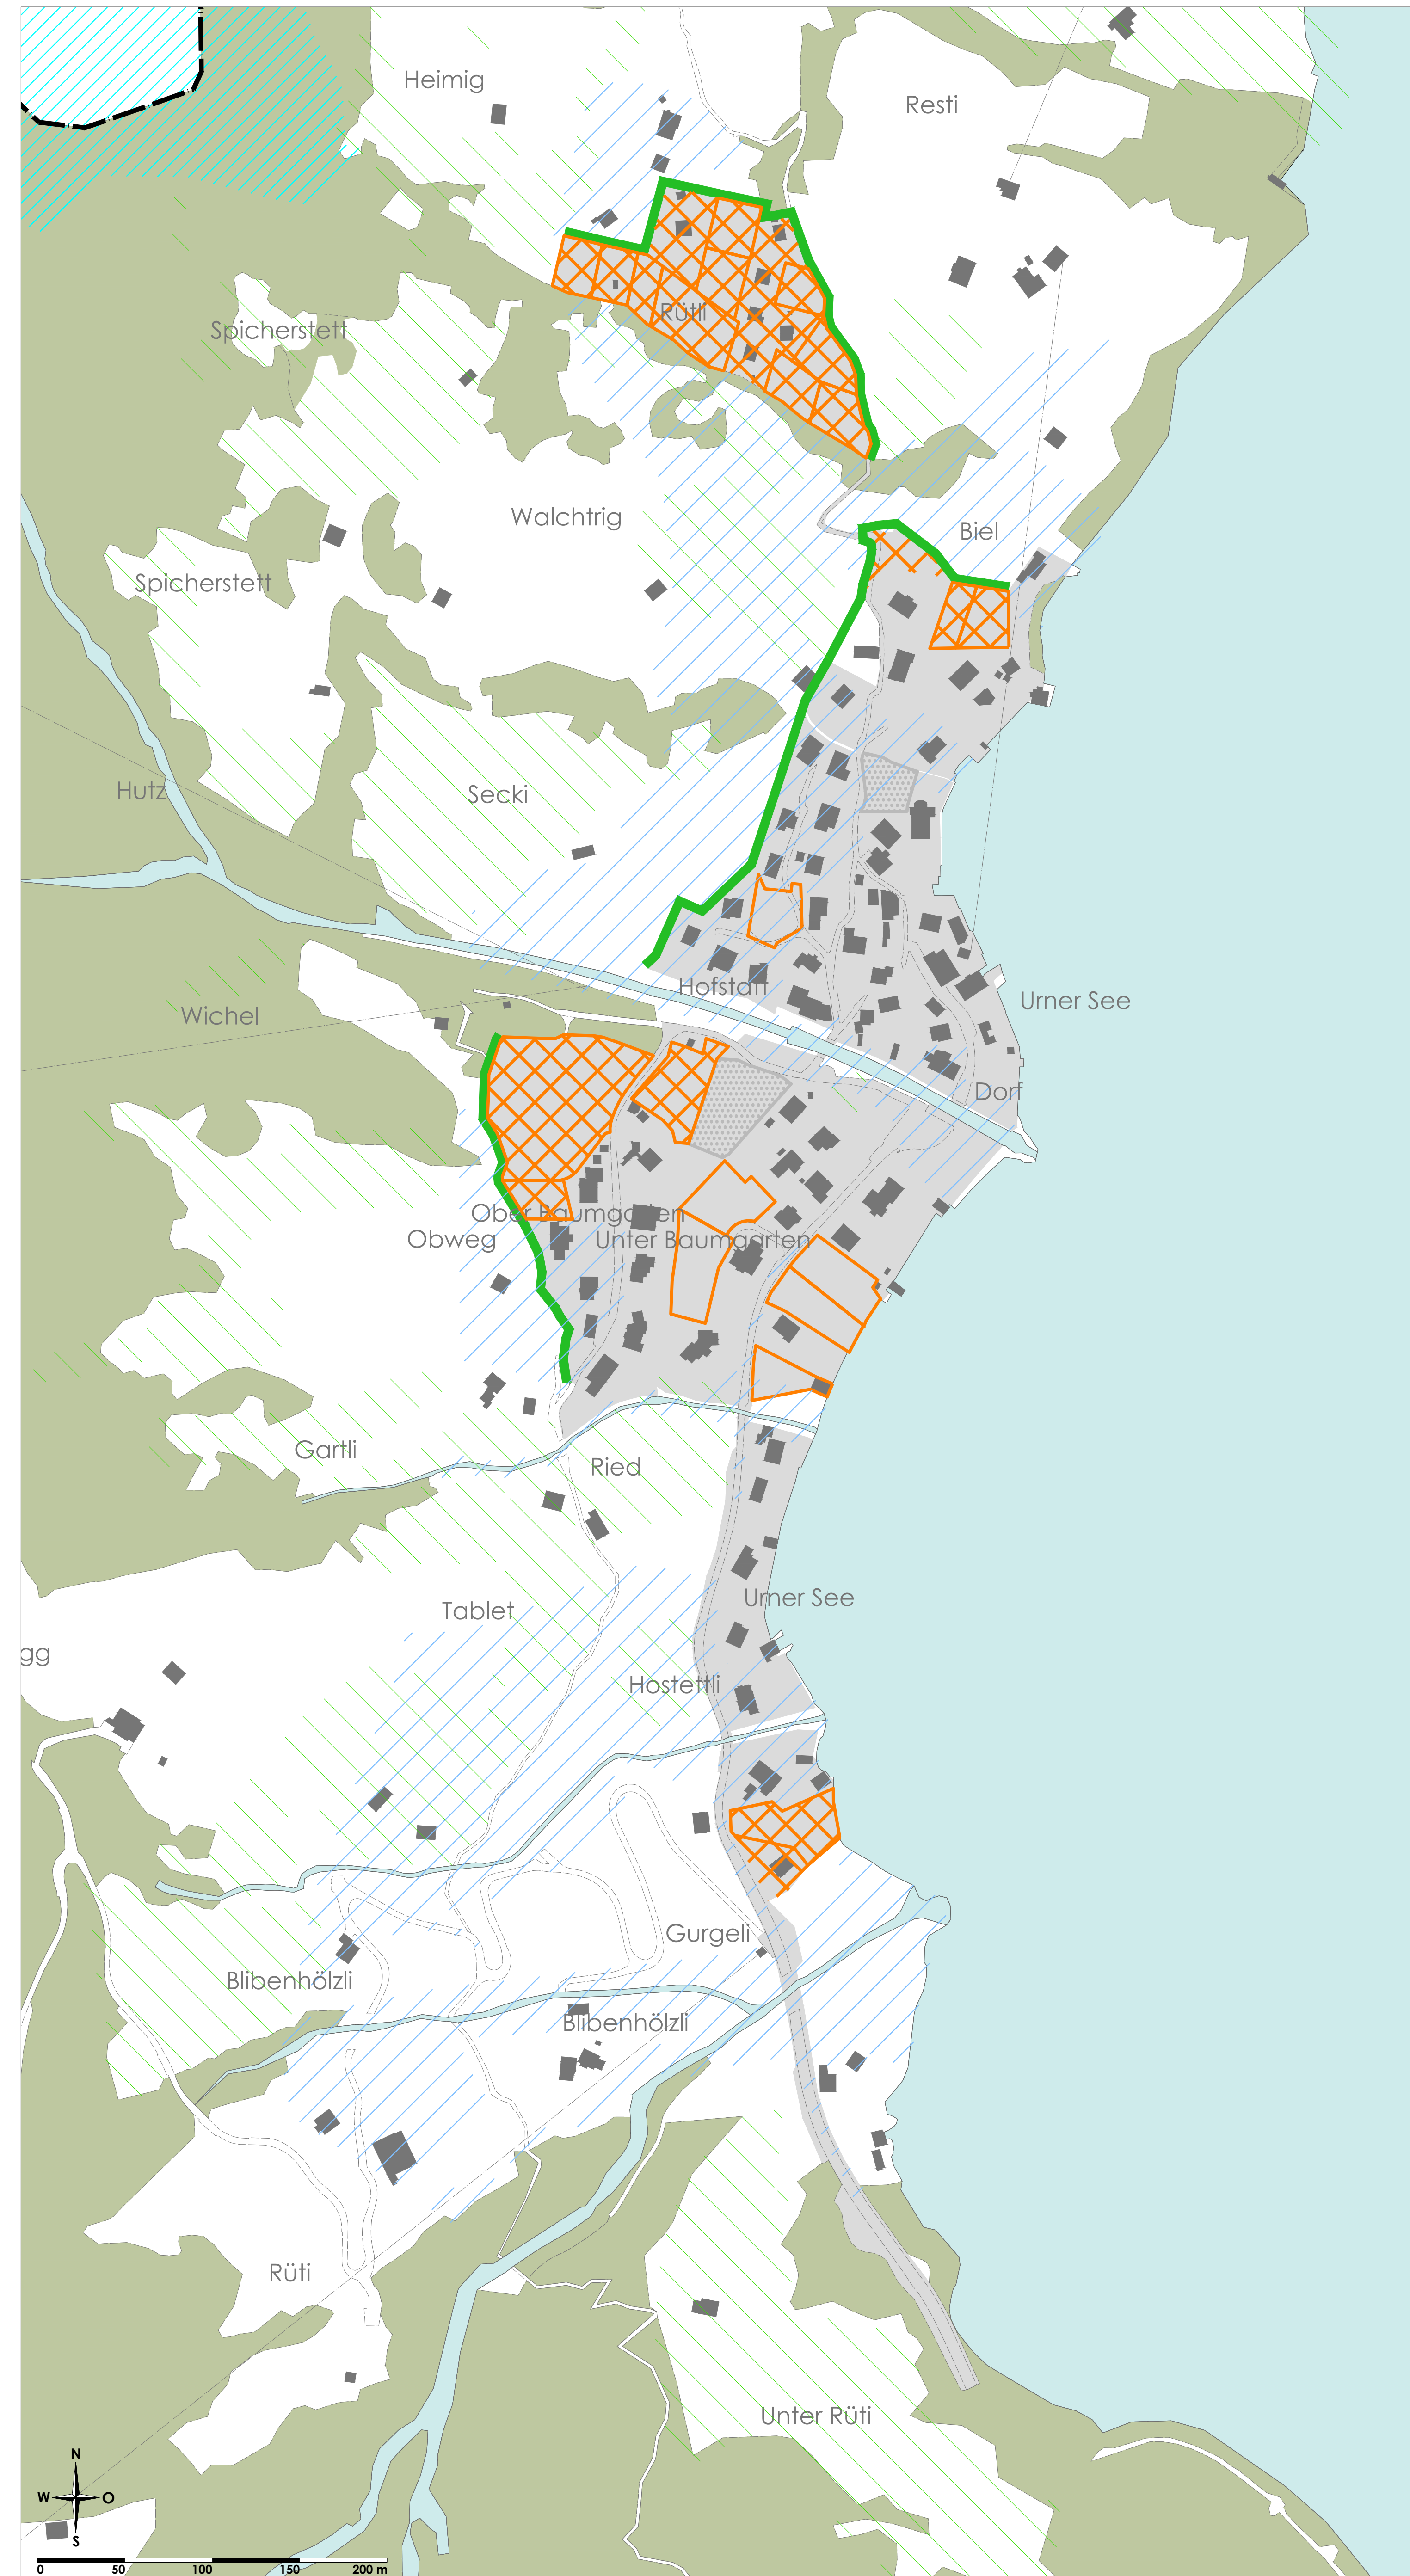 Heimig
Resti
Rütli
Spicherstett
Walchtrig
Biel
Spicherstett
Hutz
Secki
Hofstatt
Urner See
Wichel
Dorf
Ober Baumgarten
Obweg
Unter Baumgarten
Gartli
Ried
Urner See
Tablet
gg
Hostettli
Gurgeli
Blibenhölzli
Blibenhölzli
Rüti
Unter Rüti
N
W
O
S
0 50 100 150 200 m